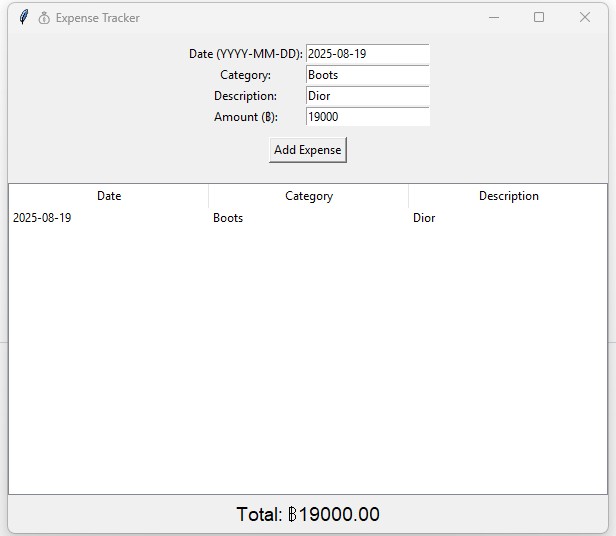 Expense Tracker
Date (YYYY-MM-DD): 2025-08-19
Category: Boots
Description: Dior
Amount (฿): 19000
Add Expense
Date Category Description
2025-08-19 Boots Dior
Total: ฿19000.00